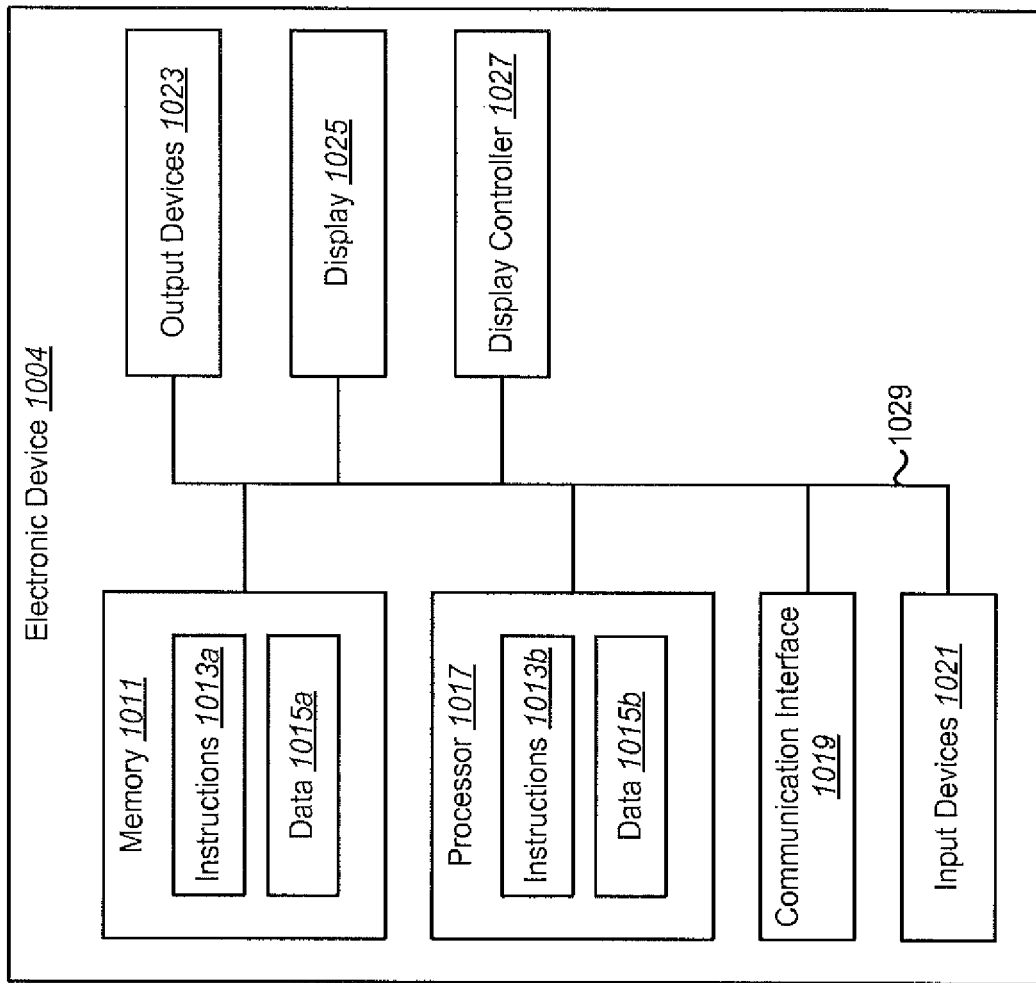 Electronic Device 1004
Memory 1011
Instructions 1013a
Data 1015a
Processor 1017
Instructions 1013b
Data 1015b
Communication Interface
1019
Input Devices 1021
Output Devices 1023
Display 1025
Display Controller 1027
1029